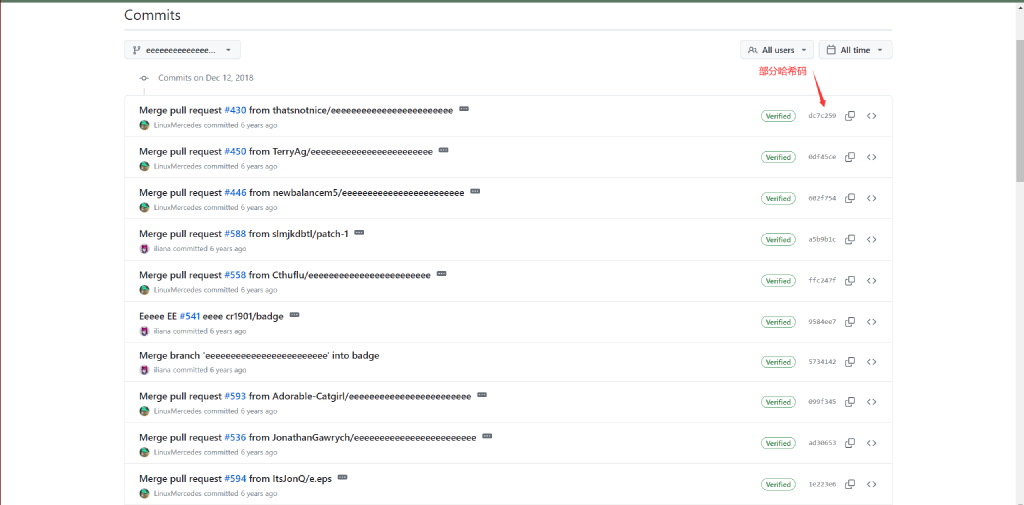 Commits
eeeeeeeeeeeeee...
All users
All time
部分哈希码
Commits on Dec 12, 2018
Merge pull request #430 from thatsnotnice/eeeeeeeeeeeeeeeeeeeeeeee
LinuxMercedes committed 6 years ago
Verified
dc7c259
Merge pull request #450 from TerryAg/eeeeeeeeeeeeeeeeeeeeeeee
LinuxMercedes committed 6 years ago
Verified
0df45ce
Merge pull request #446 from newbalancem5/eeeeeeeeeeeeeeeeeeeeeeee
LinuxMercedes committed 6 years ago
Verified
602f754
Merge pull request #588 from slmjkdbtl/patch-1
iliana committed 6 years ago
Verified
a5b9b1c
Merge pull request #558 from Cthuflu/eeeeeeeeeeeeeeeeeeeeeeee
LinuxMercedes committed 6 years ago
Verified
ffc247f
Eeeee EE #541 eeee cr1901/badge
iliana committed 6 years ago
Verified
9584ee7
Merge branch 'eeeeeeeeeeeeeeeeeeeeeeee' into badge
iliana committed 6 years ago
Verified
5734142
Merge pull request #593 from Adorable-Catgirl/eeeeeeeeeeeeeeeeeeeeeeee
LinuxMercedes committed 6 years ago
Verified
099f345
Merge pull request #536 from JonathanGawrych/eeeeeeeeeeeeeeeeeeeeeeee
LinuxMercedes committed 6 years ago
Verified
ad30653
Merge pull request #594 from ItsJonQ/e.eps
LinuxMercedes committed 6 years ago
Verified
1e223e6